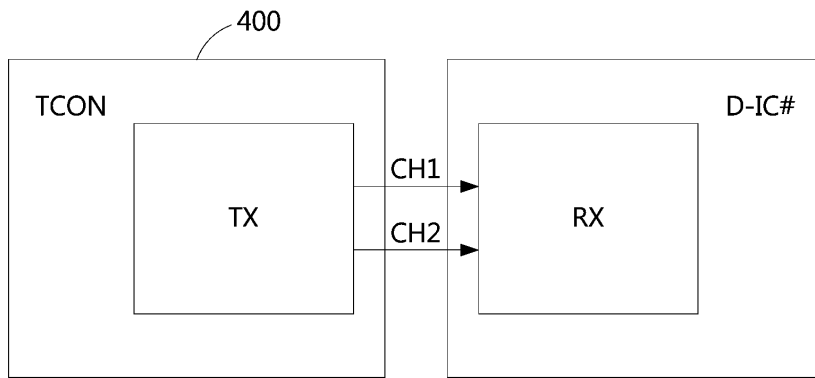 400
TCON
D-IC#
CH1
TX
RX
CH2